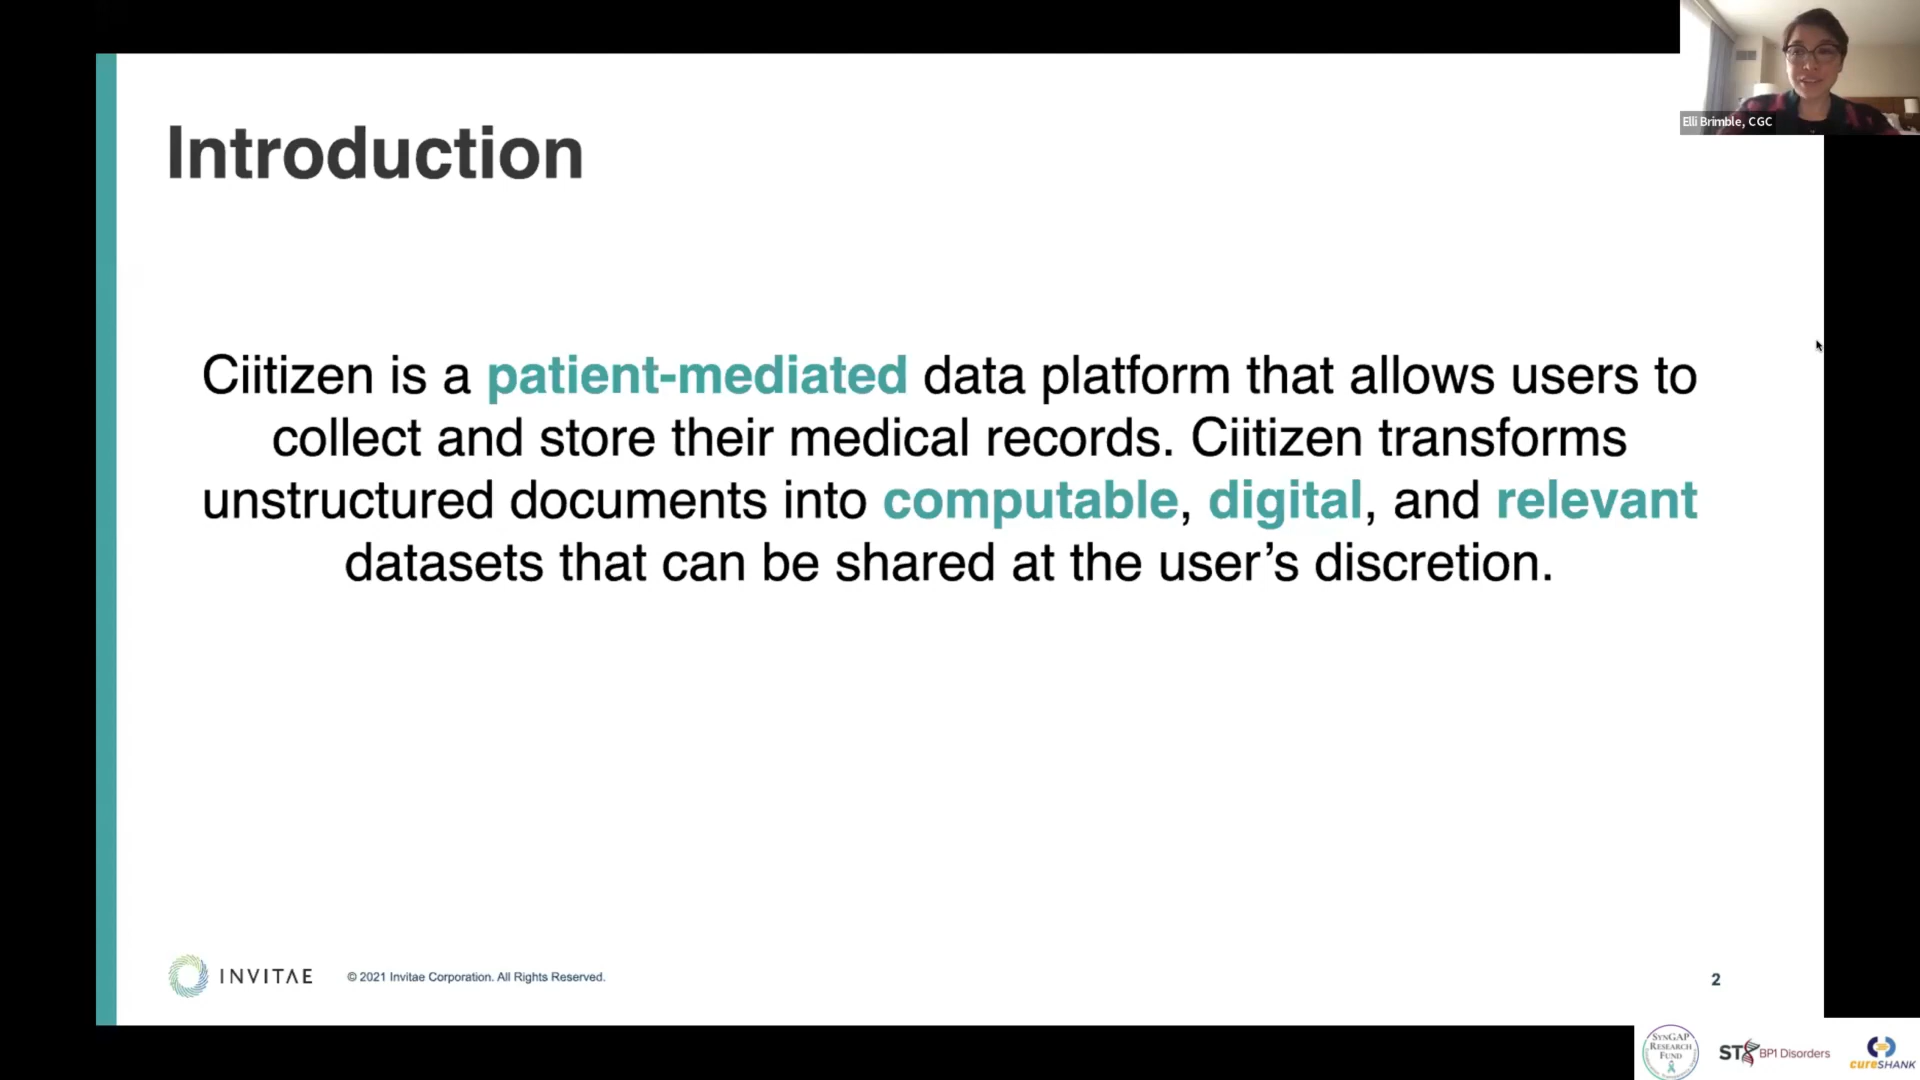 Elli Brimble, CGC
Introduction
Ciitizen is a patient-mediated data platform that allows users to
collect and store their medical records. Ciitizen transforms
unstructured documents into computable, digital, and relevant
datasets that can be shared at the user’s discretion.
INVITAE
© 2021 Invitae Corporation. All Rights Reserved.
2
SYNGAP
RESEARCH
FUND
STXBP1 Disorders
cureSHANK